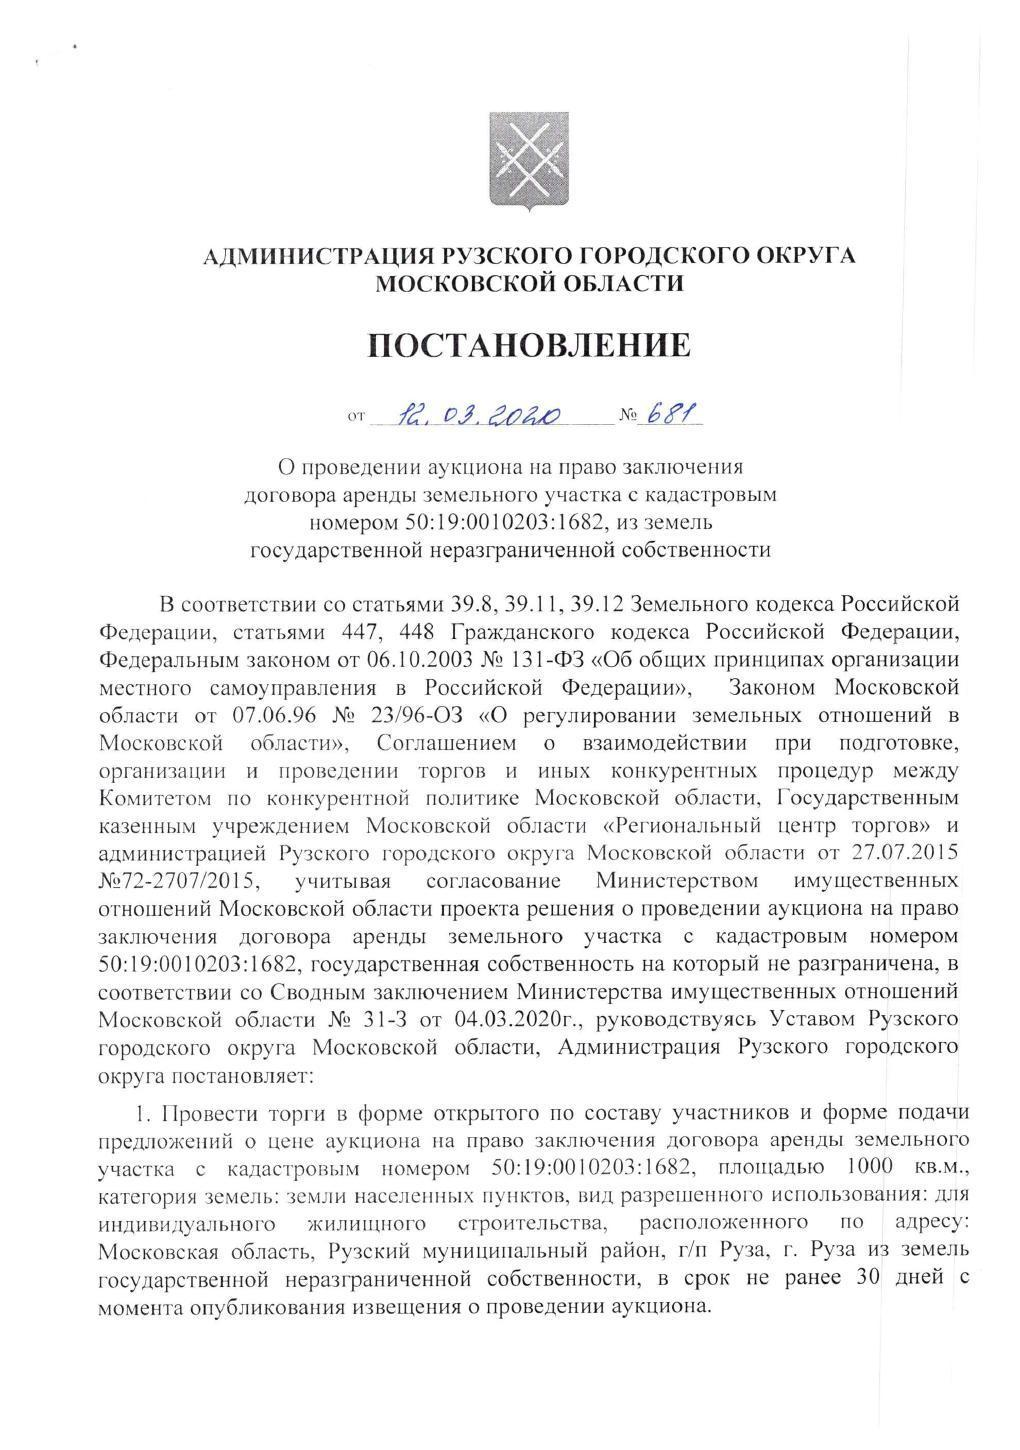 АДМИНИСТРАЦИЯ РУЗСКОГО ГОРОДСКОГО ОКРУГА
МОСКОВСКОЙ ОБЛАСТИ
ПОСТАНОВЛЕНИЕ
от 12.03.2020 № 681
О проведении аукциона на право заключения
договора аренды земельного участка с кадастровым
номером 50:19:0010203:1682, из земель
государственной неразграниченной собственности
В соответствии со статьями 39.8, 39.11, 39.12 Земельного кодекса Российской
Федерации, статьями 447, 448 Гражданского кодекса Российской Федерации,
Федеральным законом от 06.10.2003 № 131-ФЗ «Об общих принципах организации
местного самоуправления в Российской Федерации», Законом Московской
области от 07.06.96 № 23/96-ОЗ «О регулировании земельных отношений в
Московской области», Соглашением о взаимодействии при подготовке,
организации и проведении торгов и иных конкурентных процедур между
Комитетом по конкурентной политике Московской области, Государственным
казенным учреждением Московской области «Региональный центр торгов» и
администрацией Рузского городского округа Московской области от 27.07.2015
№72-2707/2015, учитывая согласование Министерством имущественных
отношений Московской области проекта решения о проведении аукциона на право
заключения договора аренды земельного участка с кадастровым номером
50:19:0010203:1682, государственная собственность на который не разграничена, в
соответствии со Сводным заключением Министерства имущественных отношений
Московской области № 31-З от 04.03.2020г., руководствуясь Уставом Рузского
городского округа Московской области, Администрация Рузского городского
округа постановляет:
1. Провести торги в форме открытого по составу участников и форме подачи
предложений о цене аукциона на право заключения договора аренды земельного
участка с кадастровым номером 50:19:0010203:1682, площадью 1000 кв.м.,
категория земель: земли населенных пунктов, вид разрешенного использования: для
индивидуального жилищного строительства, расположенного по адресу:
Московская область, Рузский муниципальный район, г/п Руза, г. Руза из земель
государственной неразграниченной собственности, в срок не ранее 30 дней с
момента опубликования извещения о проведении аукциона.